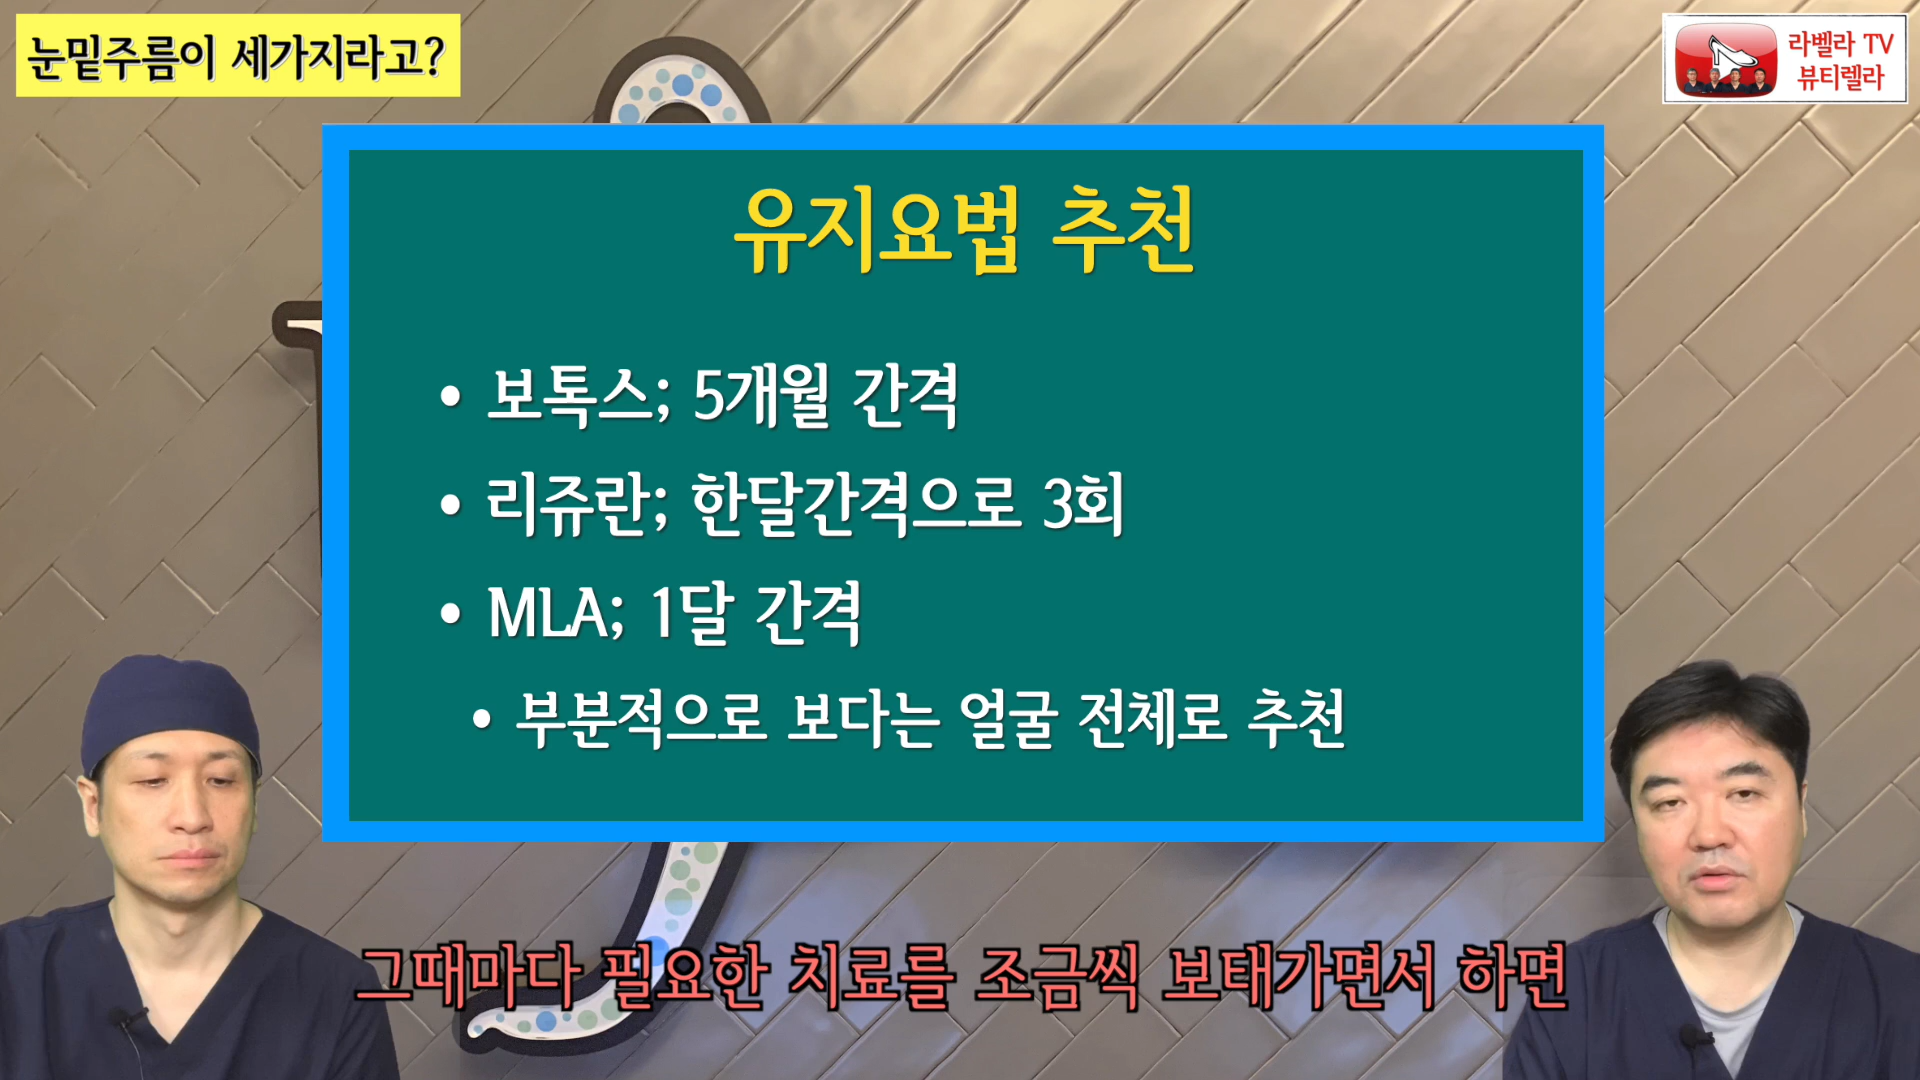 눈밑주름이 세가지라고?
라벨라 TV
뷰티렐라
유지요법 추천
• 보톡스; 5개월 간격
• 리쥬란; 한달간격으로 3회
• MLA; 1달 간격
• 부분적으로 보다는 얼굴 전체로 추천
그때마다 필요한 치료를 조금씩 보태가면서 하면